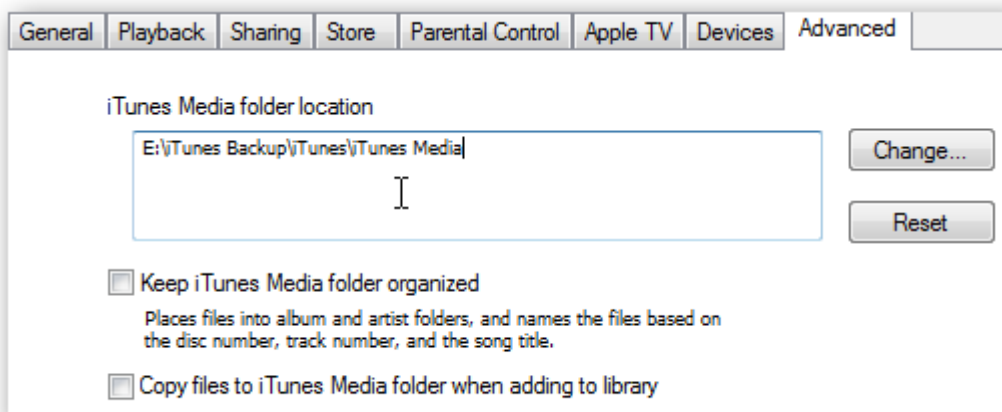 General Playback Sharing Store Parental Control Apple TV Devices Advanced
iTunes Media folder location
E:\iTunes Backup\iTunes\iTunes Media
Change...
Reset
Keep iTunes Media folder organized
Places files into album and artist folders, and names the files based on
the disc number, track number, and the song title.
Copy files to iTunes Media folder when adding to library